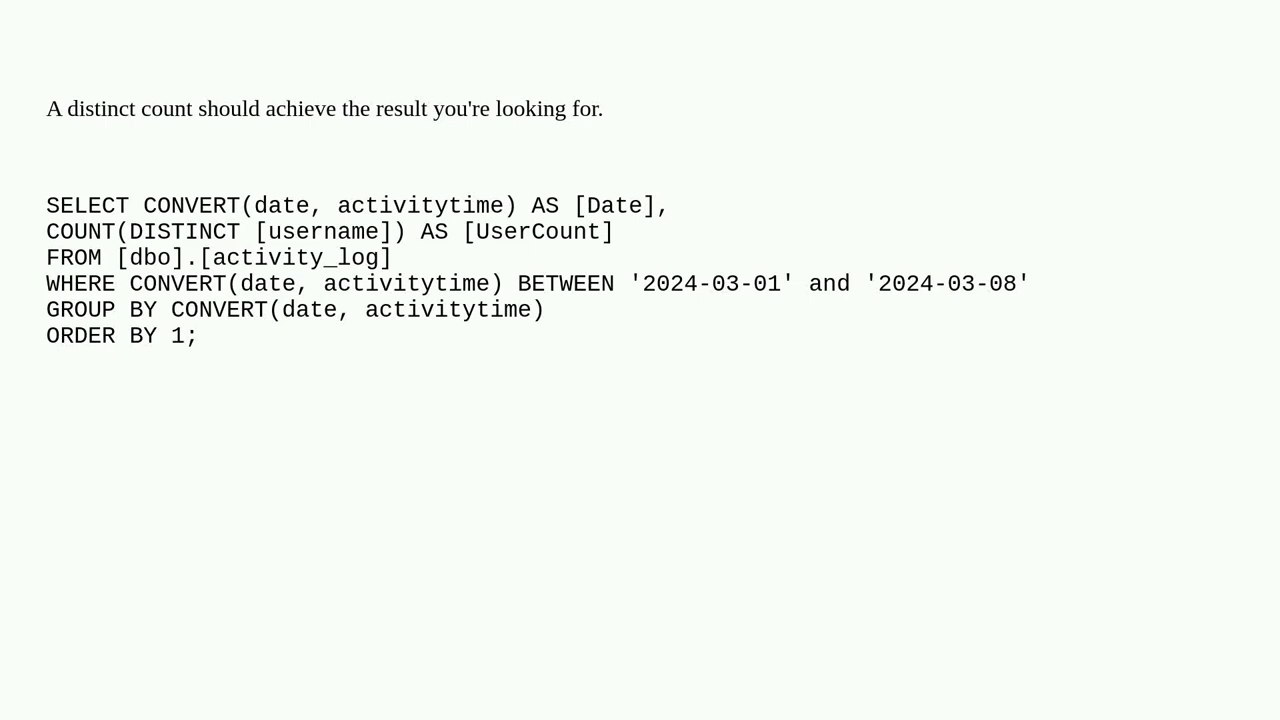 A distinct count should achieve the result you're looking for.
SELECT CONVERT(date, activitytime) AS [Date],
COUNT(DISTINCT [username]) AS [UserCount]
FROM [dbo].[activity_log]
WHERE CONVERT(date, activitytime) BETWEEN '2024-03-01' and '2024-03-08'
GROUP BY CONVERT(date, activitytime)
ORDER BY 1;